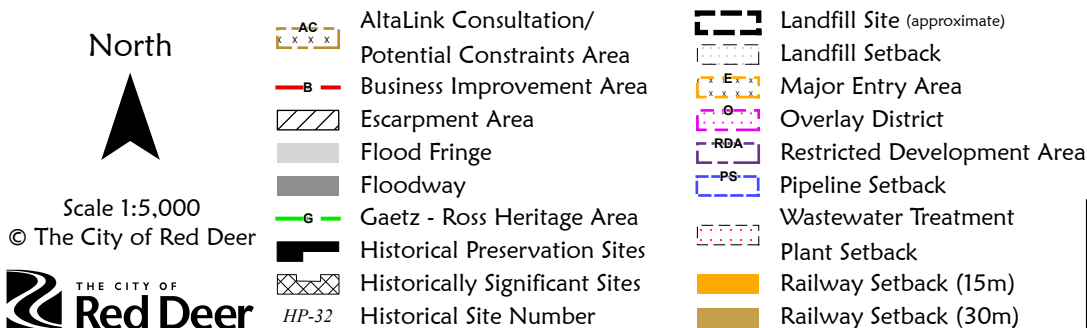 North
Scale 1:5,000
© The City of Red Deer
THE CITY OF
Red Deer
AC
x x x x
AltaLink Consultation/
Potential Constraints Area
B
Business Improvement Area
Escarpment Area
Flood Fringe
Floodway
G
Gaetz - Ross Heritage Area
Historical Preservation Sites
Historically Significant Sites
HP-32 Historical Site Number
Landfill Site (approximate)
Landfill Setback
E
Major Entry Area
O
Overlay District
RDA
Restricted Development Area
PS
Pipeline Setback
Wastewater Treatment
Plant Setback
Railway Setback (15m)
Railway Setback (30m)